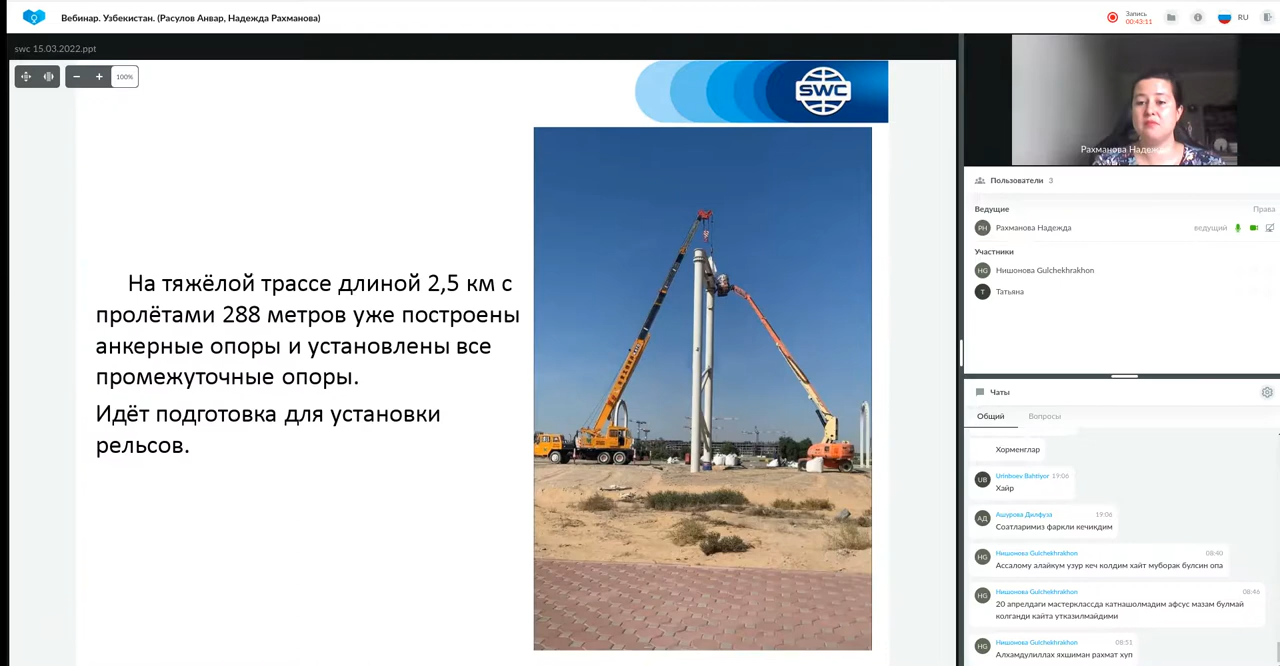 Вебинар. Узбекистан. (Расулов Анвар, Надежда Рахманова)
Запись
00:43:11
RU
swc 15.03.2022.ppt
100%
SWC
На тяжёлой трассе длиной 2,5 км с
пролётами 288 метров уже построены
анкерные опоры и установлены все
промежуточные опоры.
Идёт подготовка для установки
рельсов.
Рахманова Надежда
Пользователи 3
Ведущие
Права
РН
Рахманова Надежда
ведущий
Участники
НG
Нишонова Gulchekhrakhon
Т
Татьяна
Чаты
Общий
Вопросы
Хорменглар
UB
Urinboev Bahtiyor 19:06
Хайр
АД
Ашурова Дилфуза 19:06
Соатларимиз фаркли кечикдим
НG
Нишонова Gulchekhrakhon 08:40
Ассалому алайкум узур кеч колдим хайт муборак булсин опа
НG
Нишонова Gulchekhrakhon 08:46
20 апрелдаги мастерклассда катнашолмадим афсус мазам булмай
колганди кайта утказилмайдими
НG
Нишонова Gulchekhrakhon 08:51
Алхамдулиллах яхшиман рахмат хуп